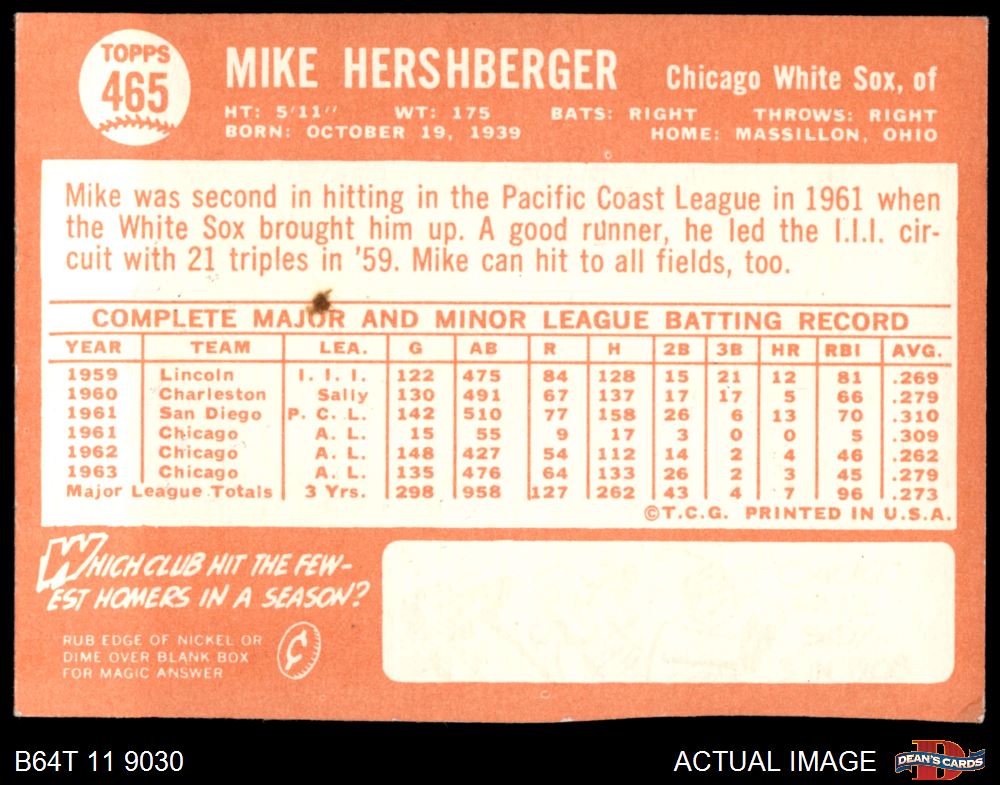 TOPPS
465
MIKE HERSHBERGER Chicago White Sox, of
HT: 5'11" WT: 175 BATS: RIGHT THROWS: RIGHT
BORN: OCTOBER 19, 1939 HOME: MASSILLON, OHIO
Mike was second in hitting in the Pacific Coast League in 1961 when
the White Sox brought him up. A good runner, he led the I.I.I. cir-
cuit with 21 triples in '59. Mike can hit to all fields, too.
COMPLETE MAJOR AND MINOR LEAGUE BATTING RECORD
YEAR TEAM LEA. G AB R H 2B 3B HR RBI AVG.
1959 Lincoln I. I. I. 122 475 84 128 15 21 12 81 .269
1960 Charleston Sally 130 491 67 137 17 17 5 66 .279
1961 San Diego P. C. L. 142 510 77 158 26 6 13 70 .310
1961 Chicago A. L. 15 55 9 17 3 0 0 5 .309
1962 Chicago A. L. 148 427 54 112 14 2 4 46 .262
1963 Chicago A. L. 135 476 64 133 26 2 3 45 .279
Major League Totals 3 Yrs. 298 958 127 262 43 4 7 96 .273
©T.C.G. PRINTED IN U.S.A.
WHICH CLUB HIT THE FEW-
EST HOMERS IN A SEASON?
RUB EDGE OF NICKEL OR
DIME OVER BLANK BOX
FOR MAGIC ANSWER
¢
B64T 11 9030 ACTUAL IMAGE D DEAN'S CARDS